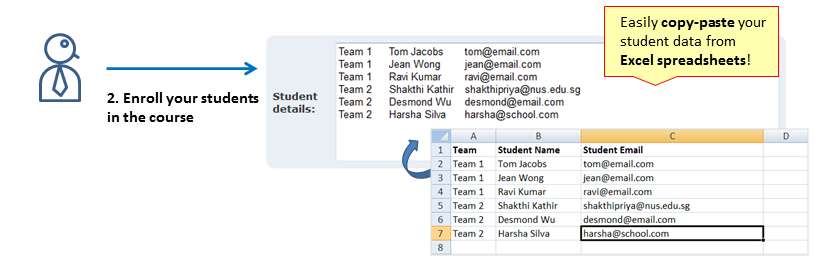 Easily copy-paste your
student data from
Excel spreadsheets!
2. Enroll your students
in the course
Student
details:
Team 1 Tom Jacobs tom@email.com
Team 1 Jean Wong jean@email.com
Team 1 Ravi Kumar ravi@email.com
Team 2 Shakthi Kathir shakthipriya@nus.edu.sg
Team 2 Desmond Wu desmond@email.com
Team 2 Harsha Silva harsha@school.com
A B C D
1 Team Student Name Student Email
2 Team 1 Tom Jacobs tom@email.com
3 Team 1 Jean Wong jean@email.com
4 Team 1 Ravi Kumar ravi@email.com
5 Team 2 Shakthi Kathir shakthipriya@nus.edu.sg
6 Team 2 Desmond Wu desmond@email.com
7 Team 2 Harsha Silva harsha@school.com
8